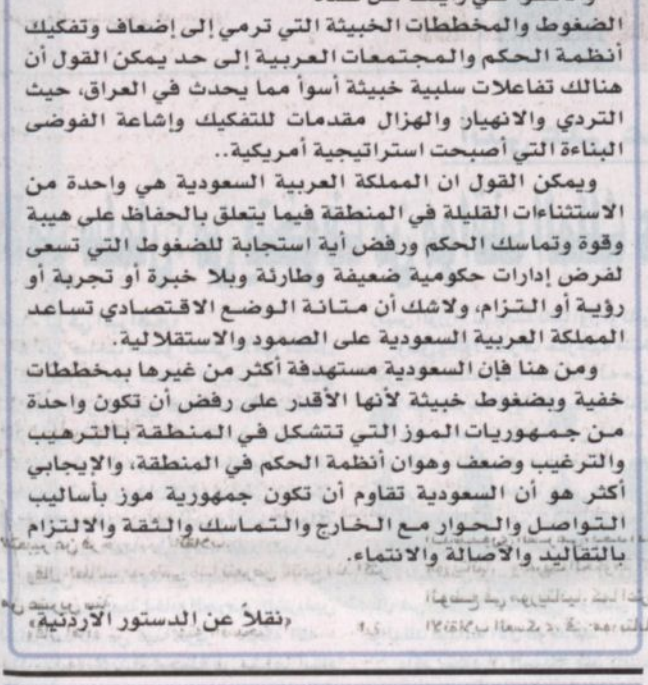 الضغوط والمخططات الخبيثة التي ترمي إلى إضعاف وتفكيك
أنظمة الحكم والمجتمعات العربية إلى حد يمكن القول أن
هنالك تفاعلات سلبية خبيثة أسوأ مما يحدث في العراق، حيث
التردي والانهيار والهزال مقدمات للتفكيك وإشاعة الفوضى
البناءة التي أصبحت استراتيجية أمريكية..
ويمكن القول ان المملكة العربية السعودية هي واحدة من
الاستثناءات القليلة في المنطقة فيما يتعلق بالحفاظ على هيبة
وقوة وتماسك الحكم ورفض أية استجابة للضغوط التي تسعى
لفرض إدارات حكومية ضعيفة وطارئة وبلا خبرة أو تجربة أو
رؤية أو التزام، ولاشك أن متانة الوضع الاقتصادي تساعد
المملكة العربية السعودية على الصمود والاستقلالية.
ومن هنا فإن السعودية مستهدفة أكثر من غيرها بمخططات
خفية وبضغوط خبيثة لأنها الأقدر على رفض أن تكون واحدة
من جمهوريات الموز التي تتشكل في المنطقة بالترهيب
والترغيب وضعف وهوان أنظمة الحكم في المنطقة، والإيجابي
أكثر هو أن السعودية تقاوم أن تكون جمهورية موز بأساليب
التواصل والحوار مع الخارج والتماسك والثقة والالتزام
بالتقاليد والأصالة والانتماء.
«نقلاً عن الدستور الاردنية»